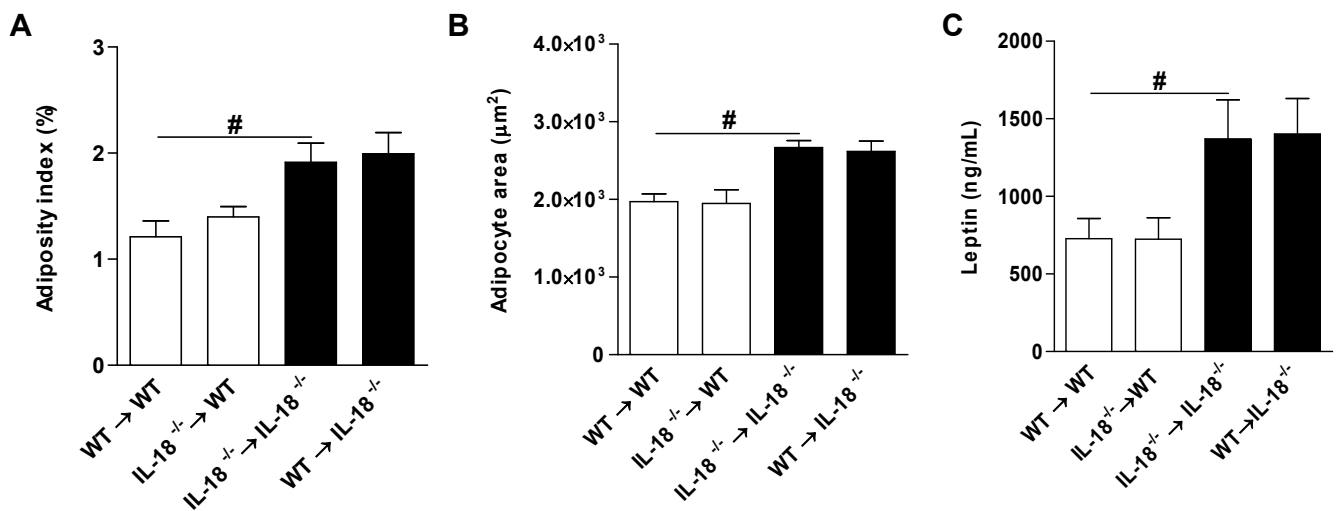 A
Adiposity index (%)
3
2
1
0
#
WT → WT
IL-18⁻/⁻ → WT
IL-18⁻/⁻ → IL-18⁻/⁻
WT → IL-18⁻/⁻
B
Adipocyte area (μm²)
4.0×10³
3.0×10³
2.0×10³
1.0×10³
0
#
WT → WT
IL-18⁻/⁻ → WT
IL-18⁻/⁻ → IL-18⁻/⁻
WT → IL-18⁻/⁻
C
Leptin (ng/mL)
2000
1500
1000
500
0
#
WT → WT
IL-18⁻/⁻ → WT
IL-18⁻/⁻ → IL-18⁻/⁻
WT → IL-18⁻/⁻